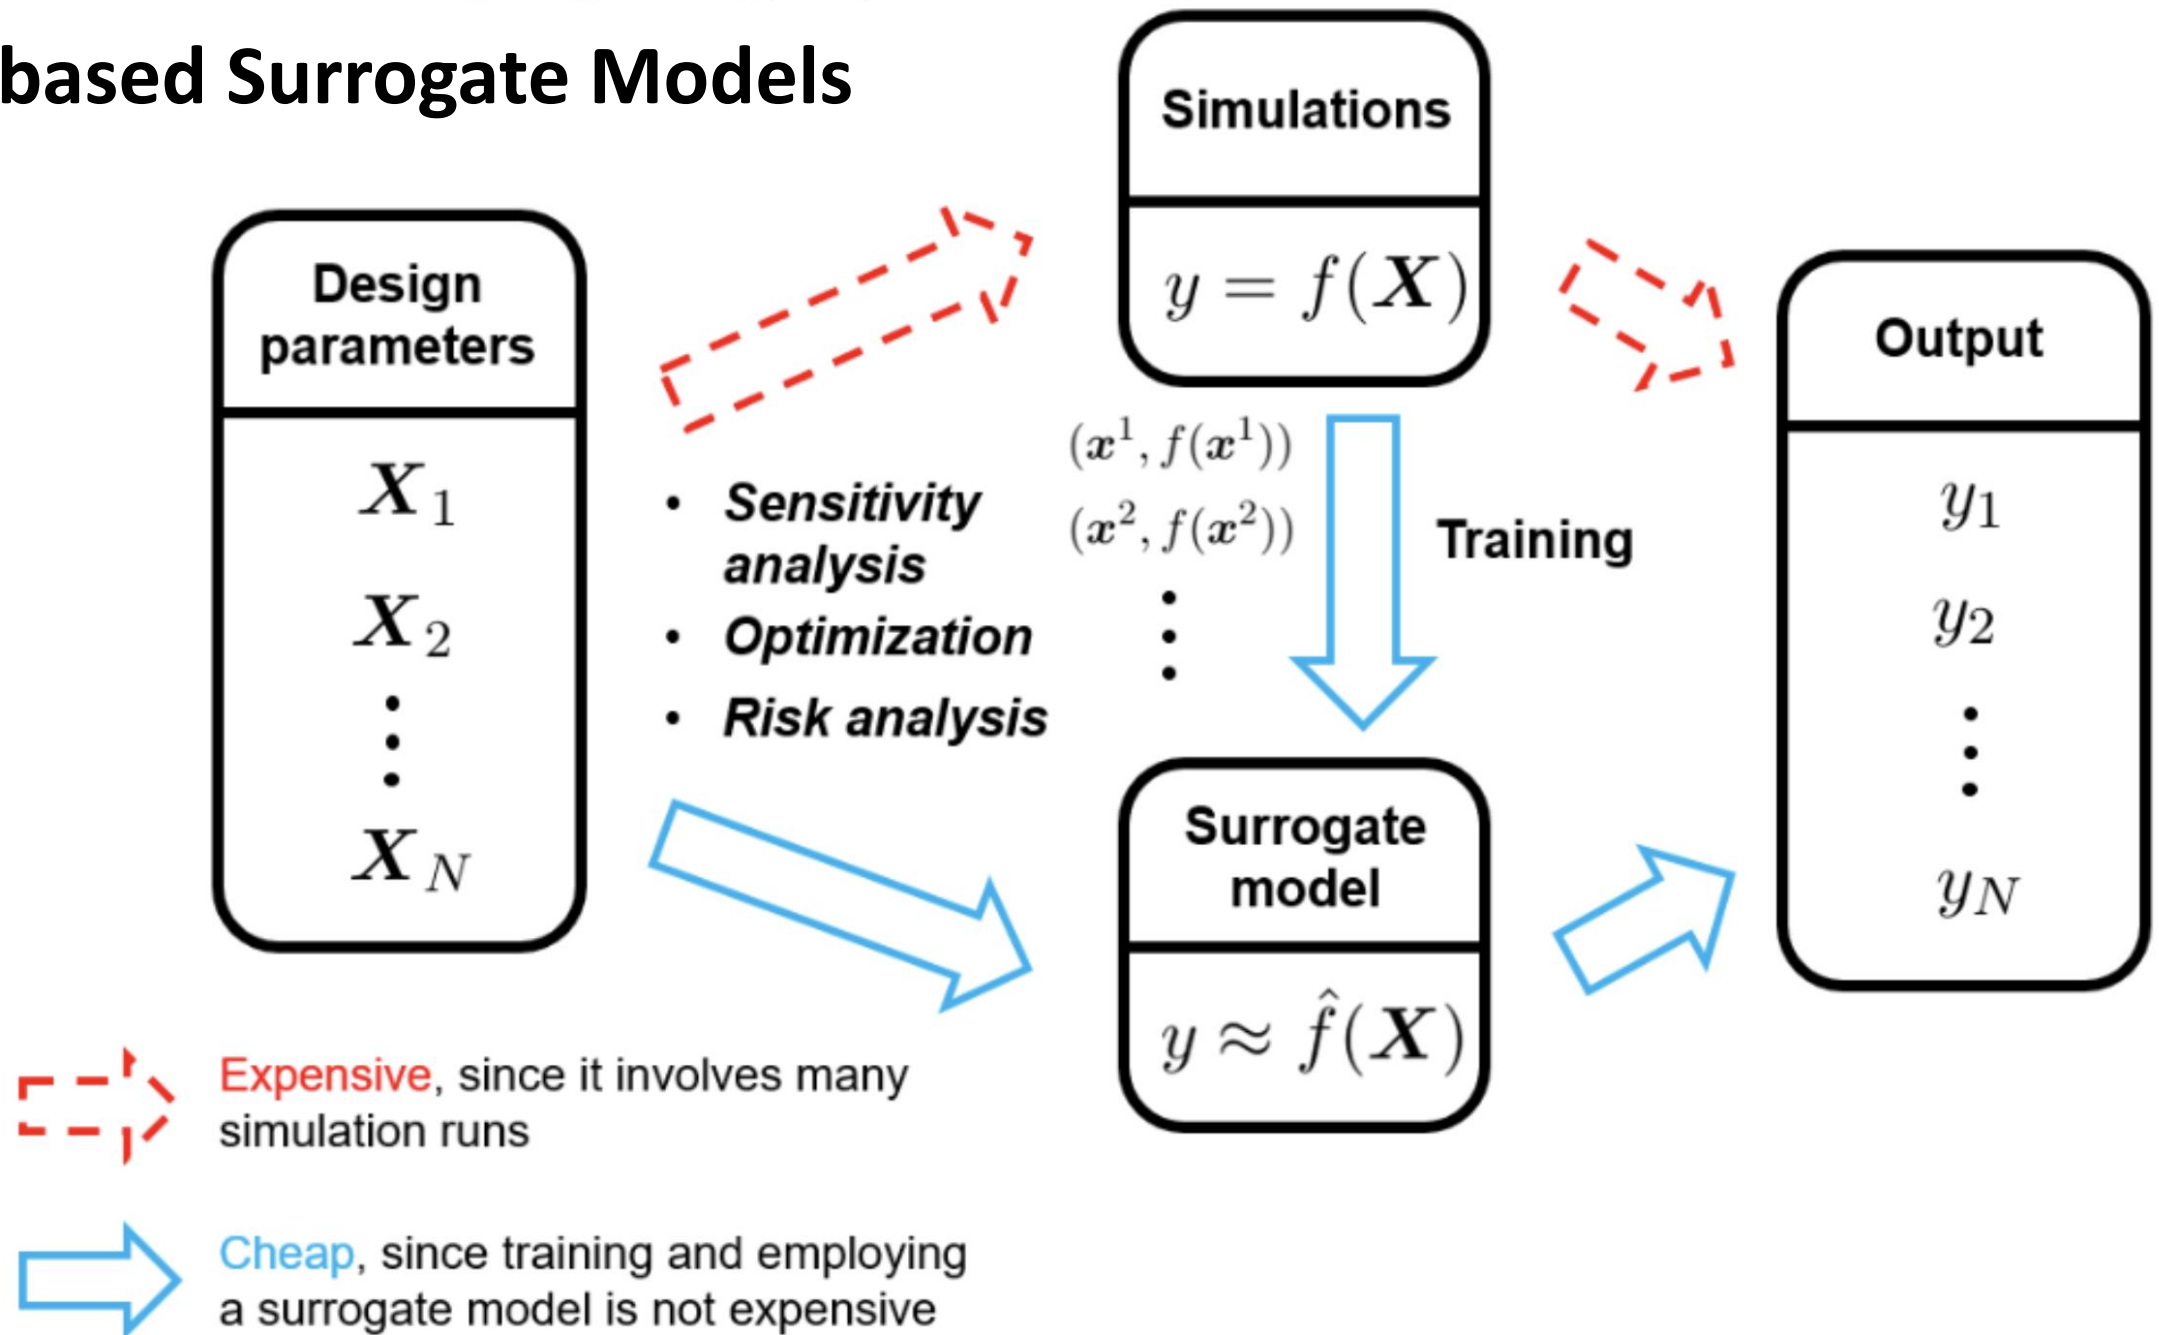 based Surrogate Models
Simulations
y = f(X)
Design
parameters
X₁
X₂
⋮
X_N
• Sensitivity
analysis
• Optimization
• Risk analysis
(x¹, f(x¹))
(x², f(x²))
⋮
Training
Surrogate
model
y ≈ f̂(X)
Output
y₁
y₂
⋮
y_N
Expensive, since it involves many
simulation runs
Cheap, since training and employing
a surrogate model is not expensive